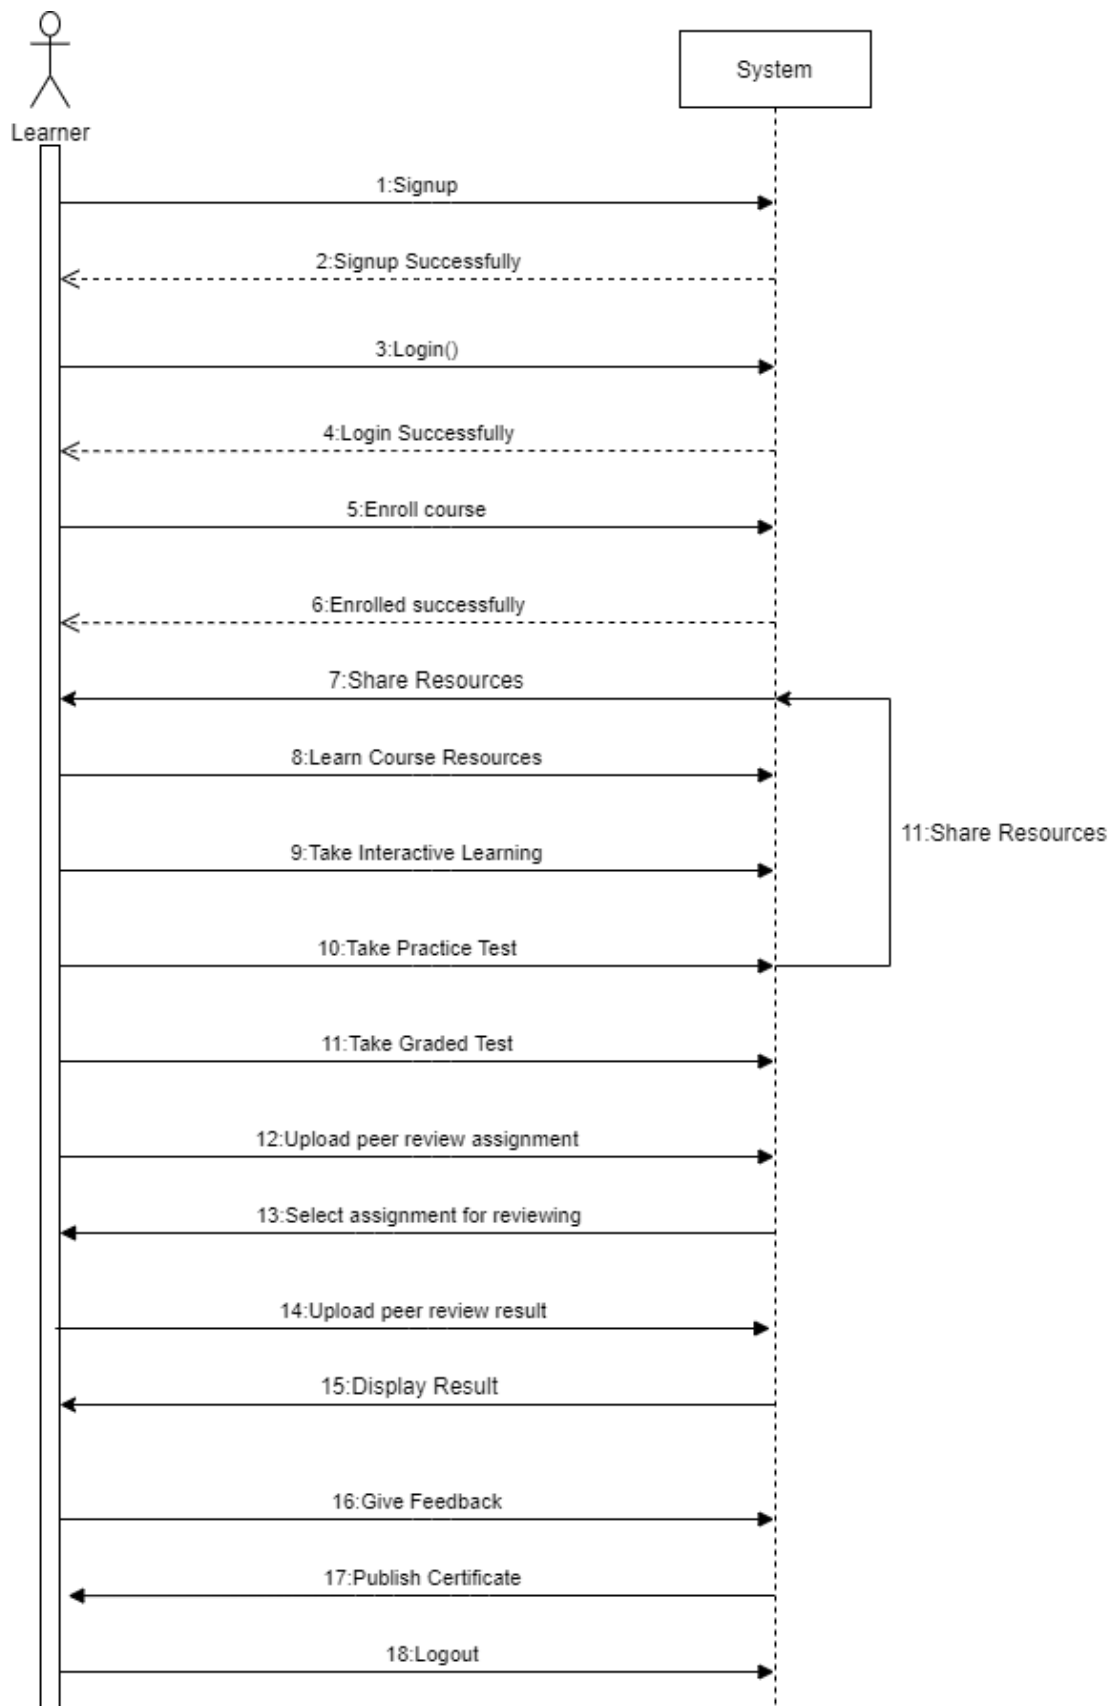 System
Learner
1:Signup
2:Signup Successfully
3:Login()
4:Login Successfully
5:Enroll course
6:Enrolled successfully
7:Share Resources
8:Learn Course Resources
11:Share Resources
9:Take Interactive Learning
10:Take Practice Test
11:Take Graded Test
12:Upload peer review assignment
13:Select assignment for reviewing
14:Upload peer review result
15:Display Result
16:Give Feedback
17:Publish Certificate
18:Logout